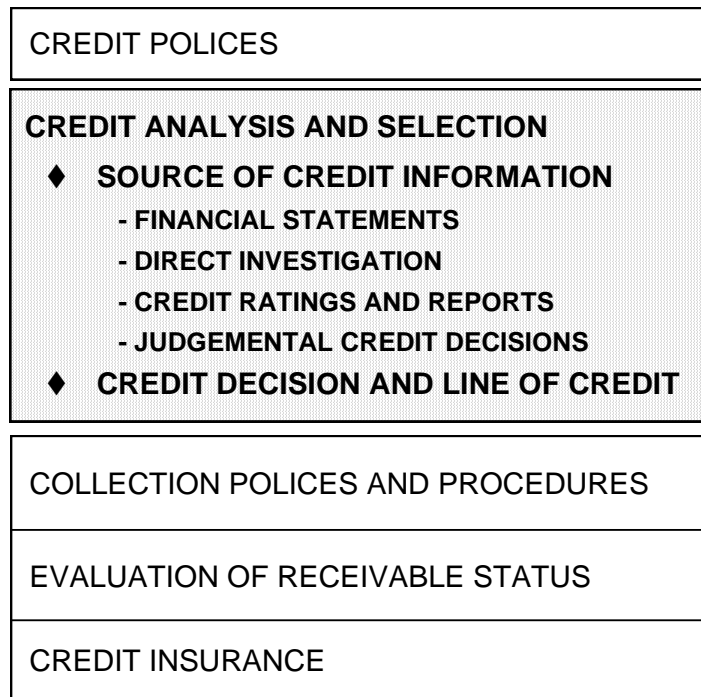 CREDIT POLICES
CREDIT ANALYSIS AND SELECTION
♦ SOURCE OF CREDIT INFORMATION
- FINANCIAL STATEMENTS
- DIRECT INVESTIGATION
- CREDIT RATINGS AND REPORTS
- JUDGEMENTAL CREDIT DECISIONS
♦ CREDIT DECISION AND LINE OF CREDIT
COLLECTION POLICES AND PROCEDURES
EVALUATION OF RECEIVABLE STATUS
CREDIT INSURANCE